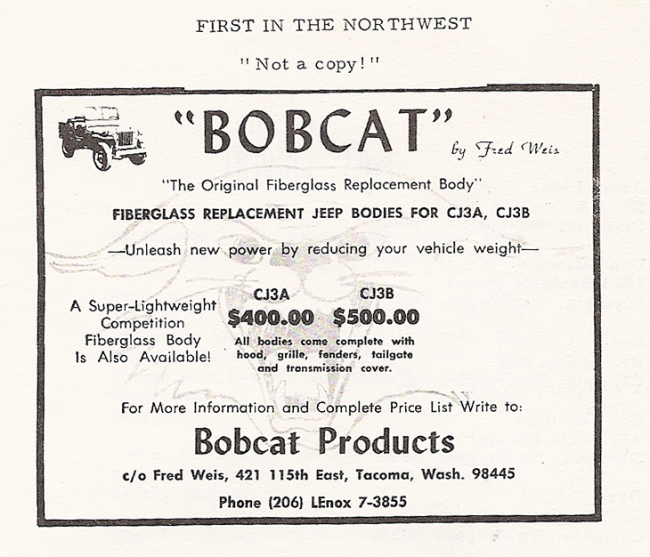 FIRST IN THE NORTHWEST
"Not a copy!"
"BOBCAT"
by Fred Weis
"The Original Fiberglass Replacement Body"
FIBERGLASS REPLACEMENT JEEP BODIES FOR CJ3A, CJ3B
—Unleash new power by reducing your vehicle weight—
A Super-Lightweight
Competition
Fiberglass Body
Is Also Available!
CJ3A CJ3B
$400.00 $500.00
All bodies come complete with
hood, grille, fenders, tailgate
and transmission cover.
For More Information and Complete Price List Write to:
Bobcat Products
c/o Fred Weis, 421 115th East, Tacoma, Wash. 98445
Phone (206) LEnox 7-3855